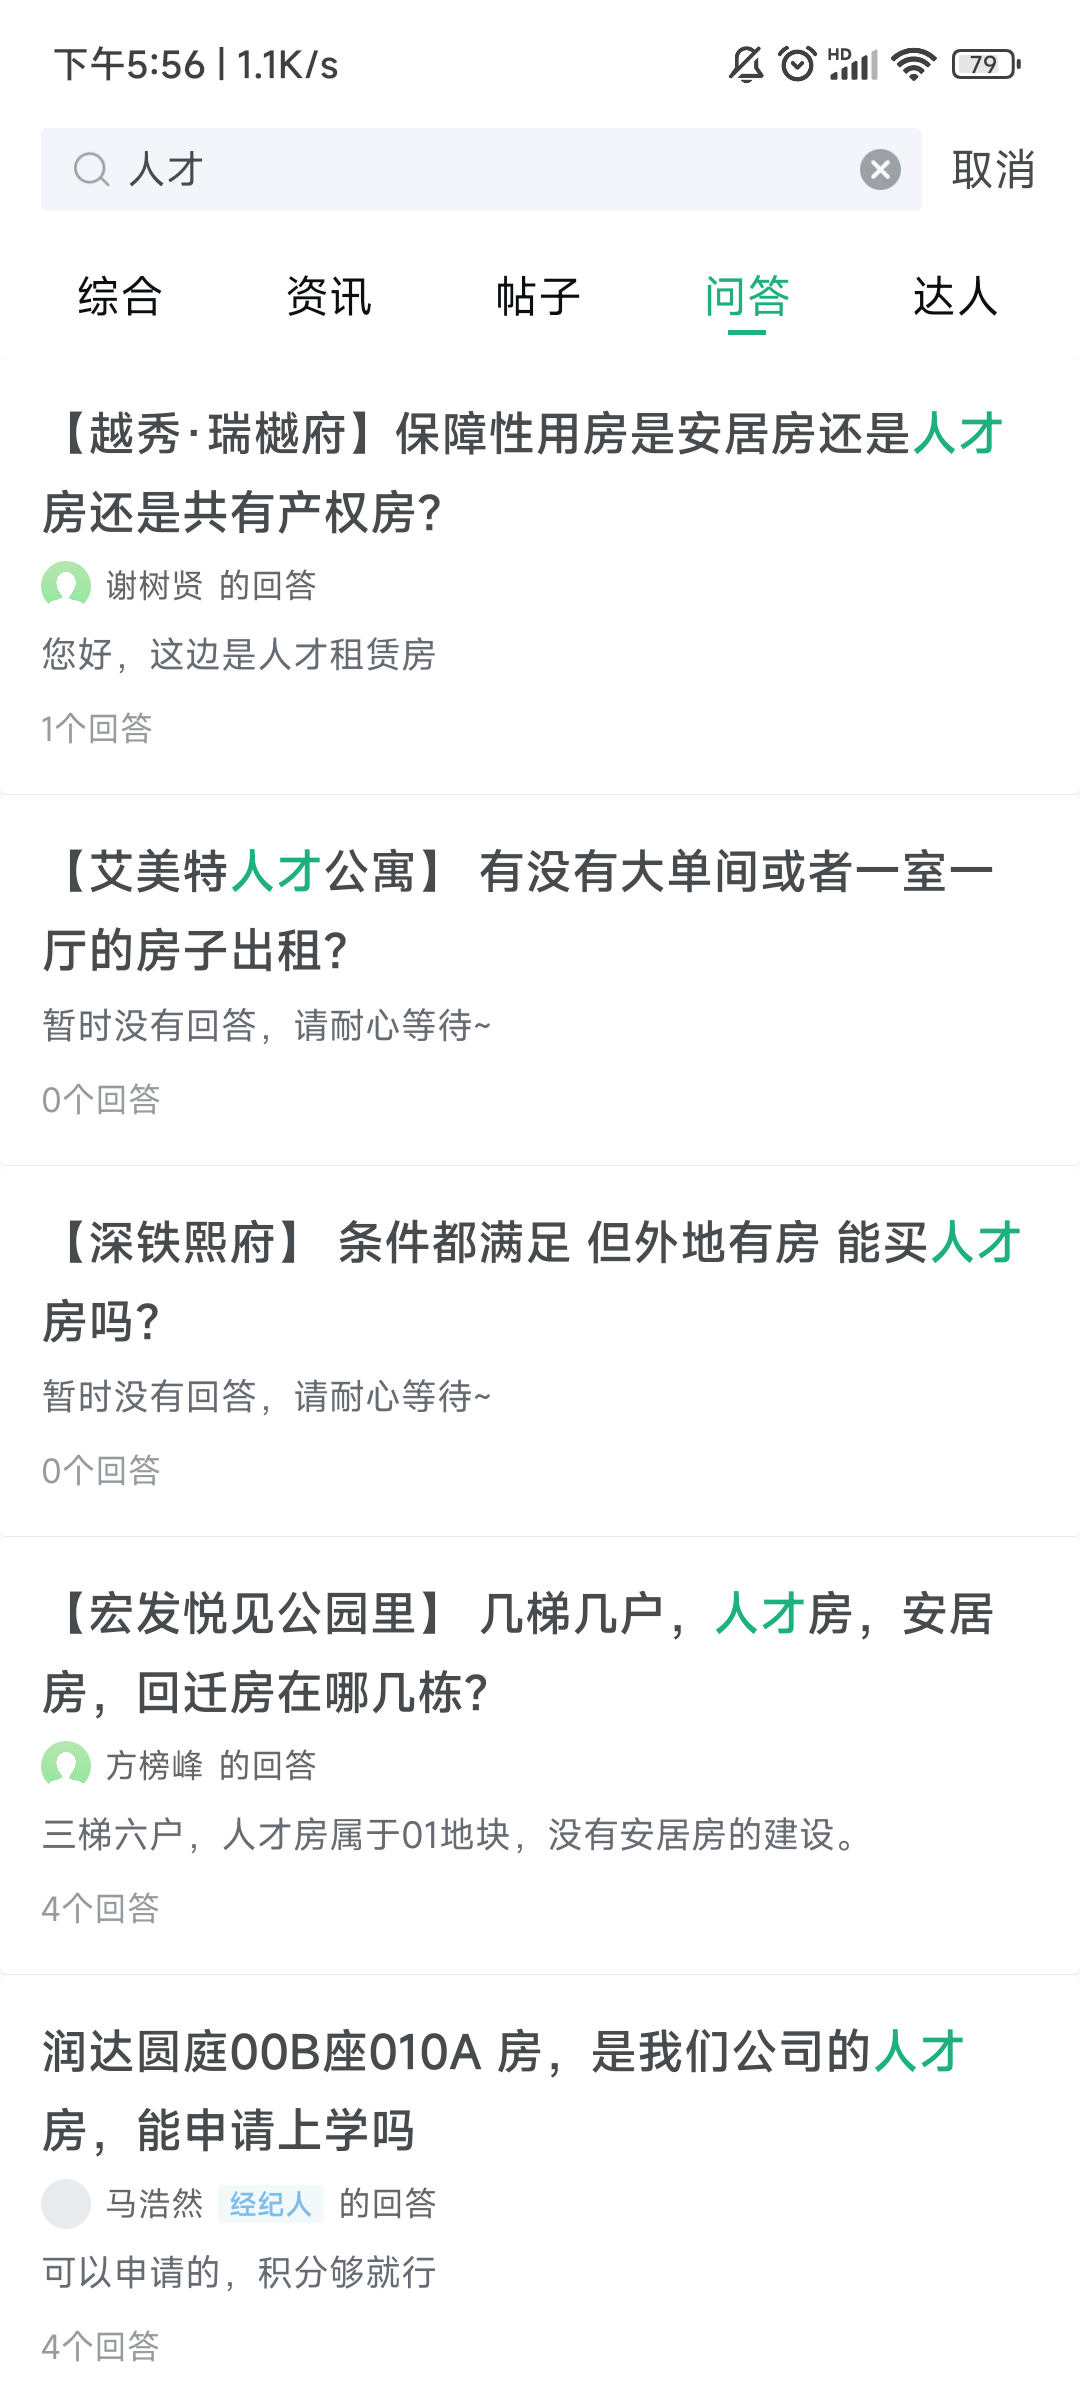 下午5:56 | 1.1K/s
HD
79
人才
取消
综合
资讯
帖子
问答
达人
【越秀·瑞樾府】保障性用房是安居房还是人才
房还是共有产权房?
谢树贤 的回答
您好，这边是人才租赁房
1个回答
【艾美特人才公寓】 有没有大单间或者一室一
厅的房子出租?
暂时没有回答，请耐心等待~
0个回答
【深铁熙府】 条件都满足 但外地有房 能买人才
房吗?
暂时没有回答，请耐心等待~
0个回答
【宏发悦见公园里】 几梯几户，人才房，安居
房，回迁房在哪几栋?
方榜峰 的回答
三梯六户，人才房属于01地块，没有安居房的建设。
4个回答
润达圆庭00B座010A 房，是我们公司的人才
房，能申请上学吗
马浩然 经纪人 的回答
可以申请的，积分够就行
4个回答